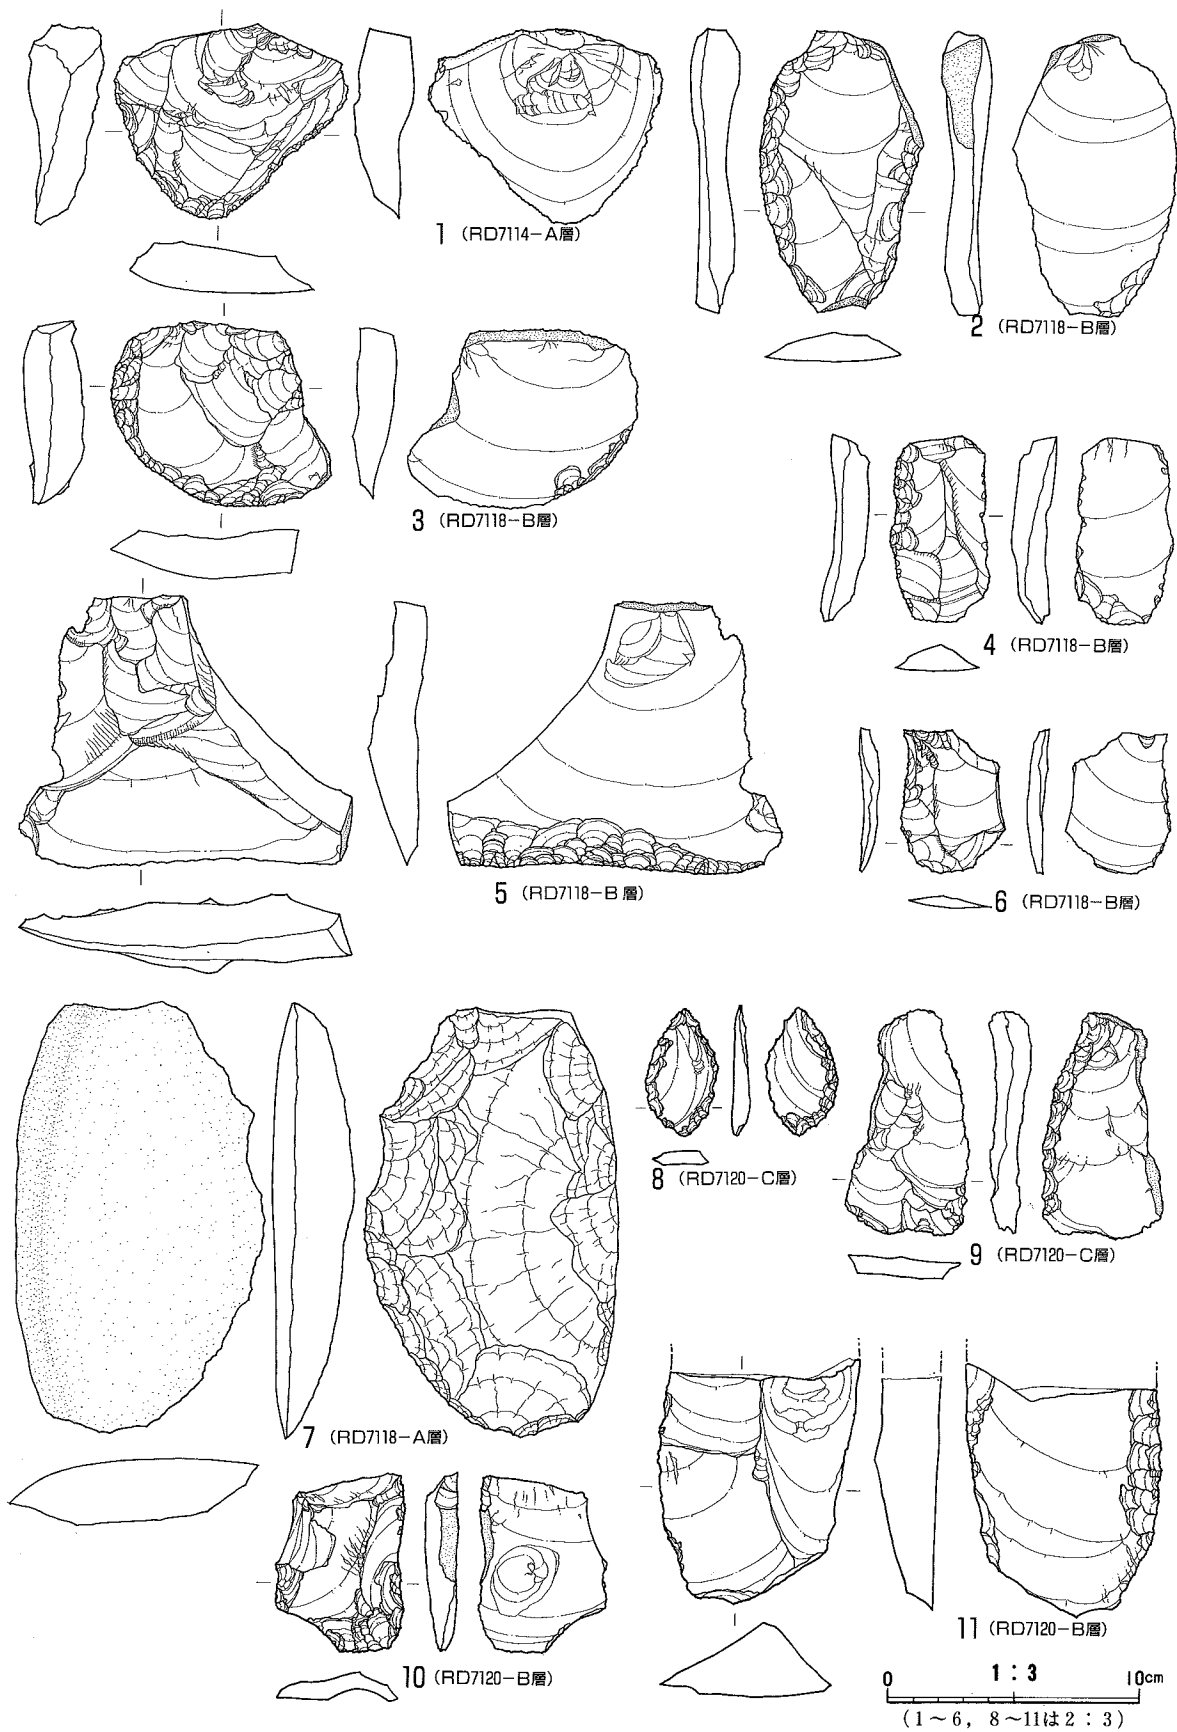 1 (RD7114-A層)
2 (RD7118-B層)
3 (RD7118-B層)
4 (RD7118-B層)
5 (RD7118-B層)
6 (RD7118-B層)
7 (RD7118-A層)
8 (RD7120-C層)
9 (RD7120-C層)
10 (RD7120-B層)
11 (RD7120-B層)
0 1:3 10cm
(1～6, 8～11は2:3)